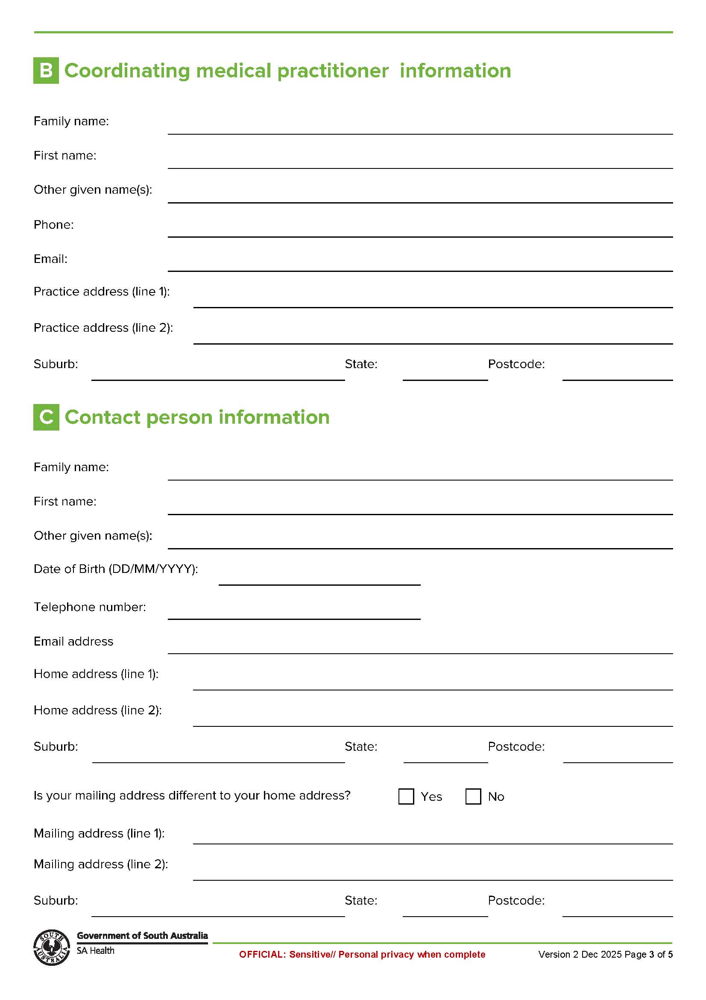 B Coordinating medical practitioner information
Family name:
First name:
Other given name(s):
Phone:
Email:
Practice address (line 1):
Practice address (line 2):
Suburb: State: Postcode:
C Contact person information
Family name:
First name:
Other given name(s):
Date of Birth (DD/MM/YYYY):
Telephone number:
Email address
Home address (line 1):
Home address (line 2):
Suburb: State: Postcode:
Is your mailing address different to your home address? Yes No
Mailing address (line 1):
Mailing address (line 2):
Suburb: State: Postcode:
SOUTH AUSTRALIA
Government of South Australia
SA Health
OFFICIAL: Sensitive// Personal privacy when complete
Version 2 Dec 2025 Page 3 of 5